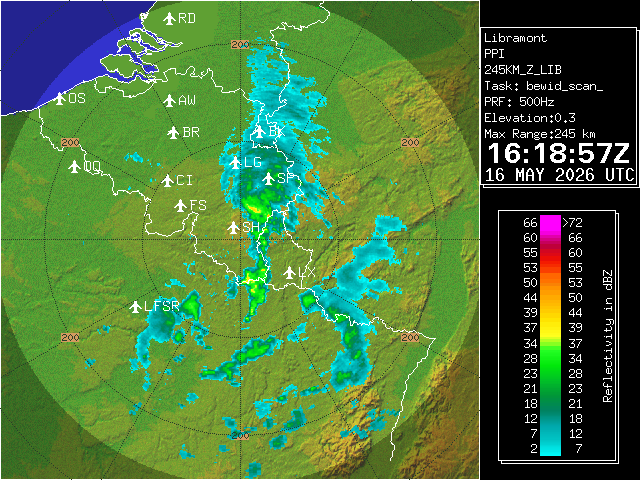 RD
200
OS
AW
BR
BK
200
200
QQ
LG
CI
SP
FS
SH
LX
LFSR
200
200
200
Libramont
PPI
245KM_Z_LIB
Task: bewid_scan_
PRF: 500Hz
Elevation:0.3
Max Range:245 km
16:18:57Z
16 MAY 2026 UTC
66 >72
60 66
55 60
53 55
50 53
44 50
39 44
37 39
34 37
28 34
23 28
21 23
18 21
12 18
7 12
2 7
Reflectivity in dBZ